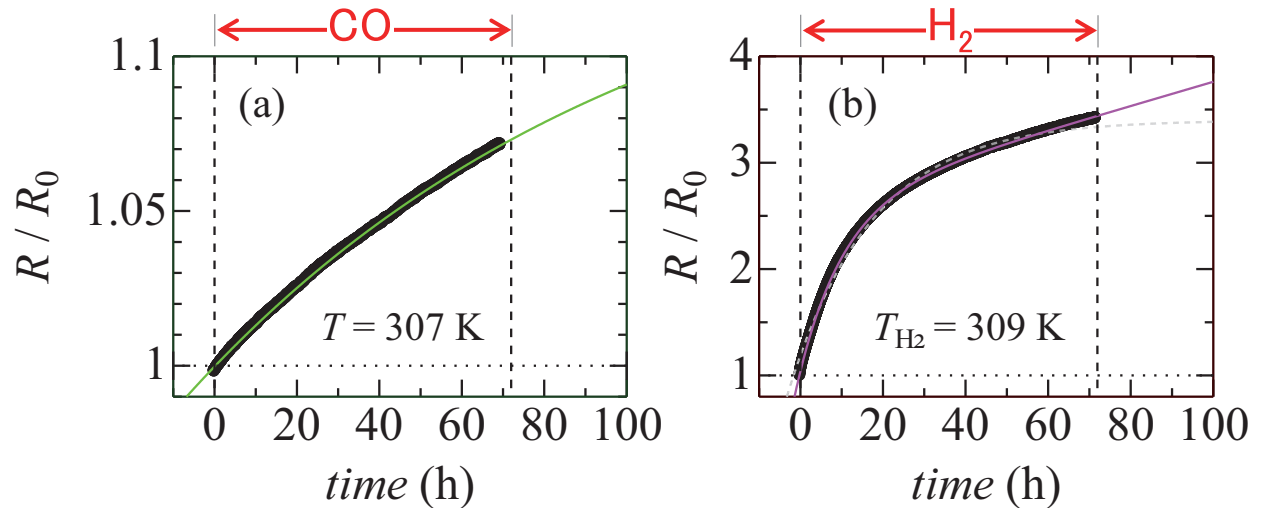 CO
H₂
(a)
R / R₀
1.1
1.05
1
T = 307 K
0 20 40 60 80 100
time (h)
(b)
R / R₀
4
3
2
1
T_H2 = 309 K
0 20 40 60 80 100
time (h)